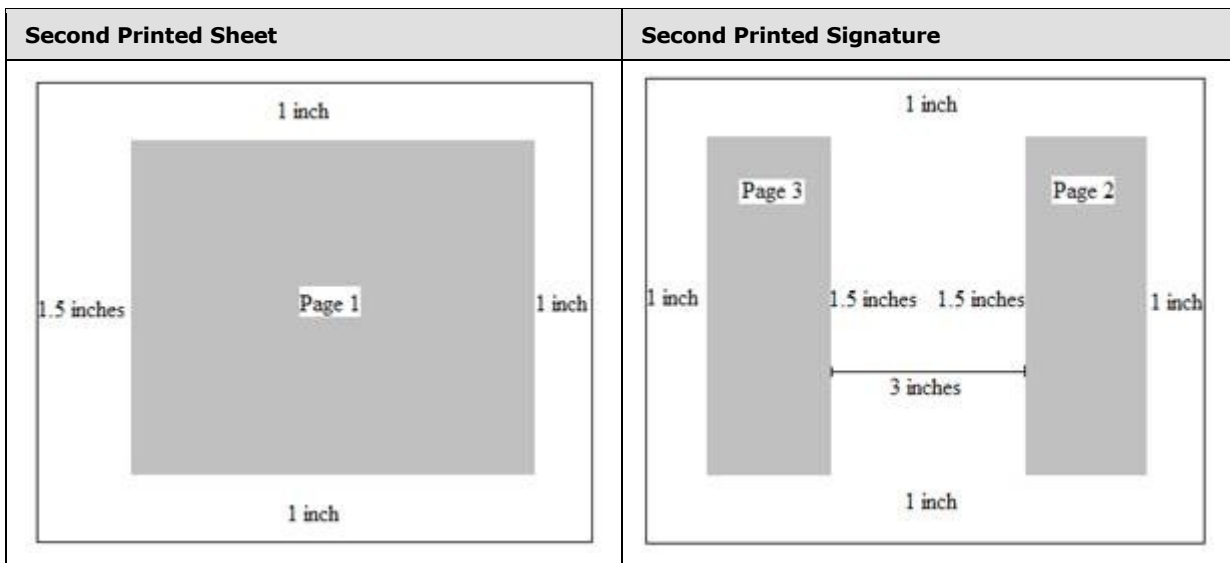 Second Printed Sheet
Second Printed Signature
1 inch
Page 1
1.5 inches
1 inch
1 inch
1 inch
Page 3
Page 2
1 inch
1.5 inches
1.5 inches
1 inch
3 inches
1 inch